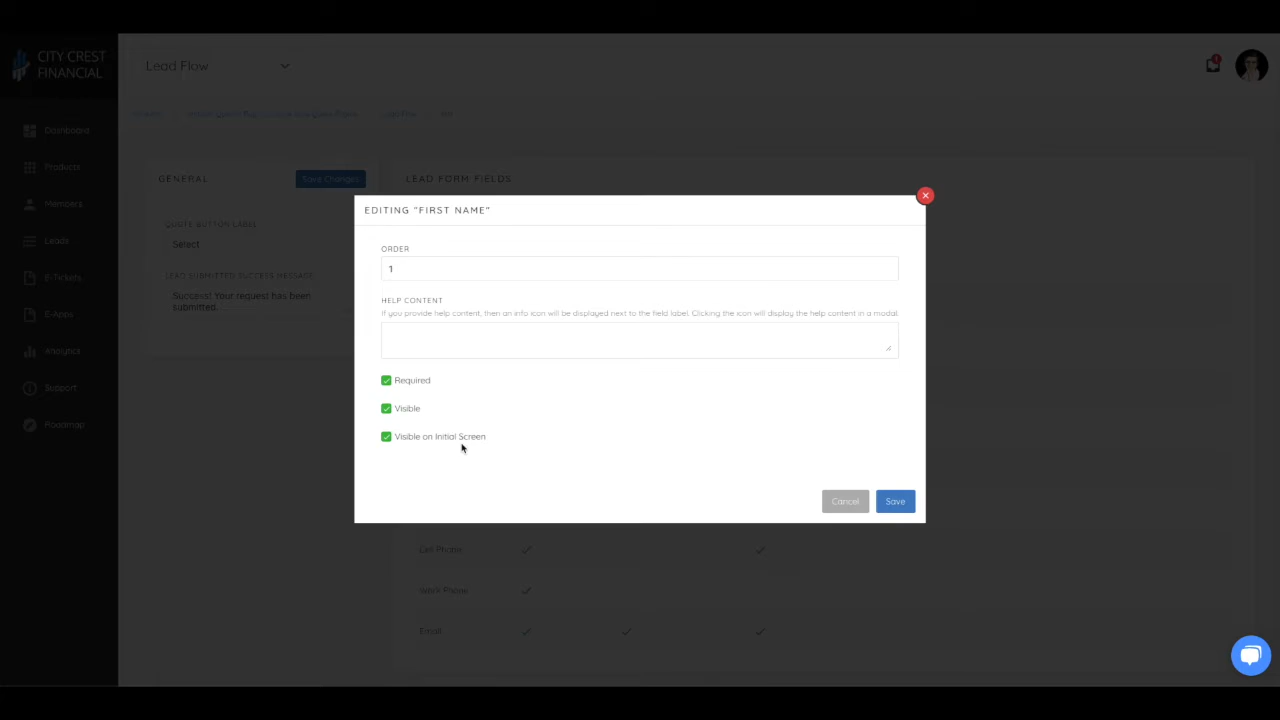 CITY CREST
FINANCIAL
Lead Flow
Dashboard
Products
Members
Leads
E-Tickets
E-Apps
Analytics
Support
Roadmap
GENERAL
Save Changes
QUOTE BUTTON LABEL
Select
LEAD SUBMITTED SUCCESS MESSAGE
Success! Your request has been
submitted.
LEAD FORM FIELDS
EDITING "FIRST NAME"
ORDER
1
HELP CONTENT
If you provide help content, then an info icon will be displayed next to the field label. Clicking the icon will display the help content in a modal.
Required
Visible
Visible on Initial Screen
Cancel
Save
Cell Phone
Work Phone
Email